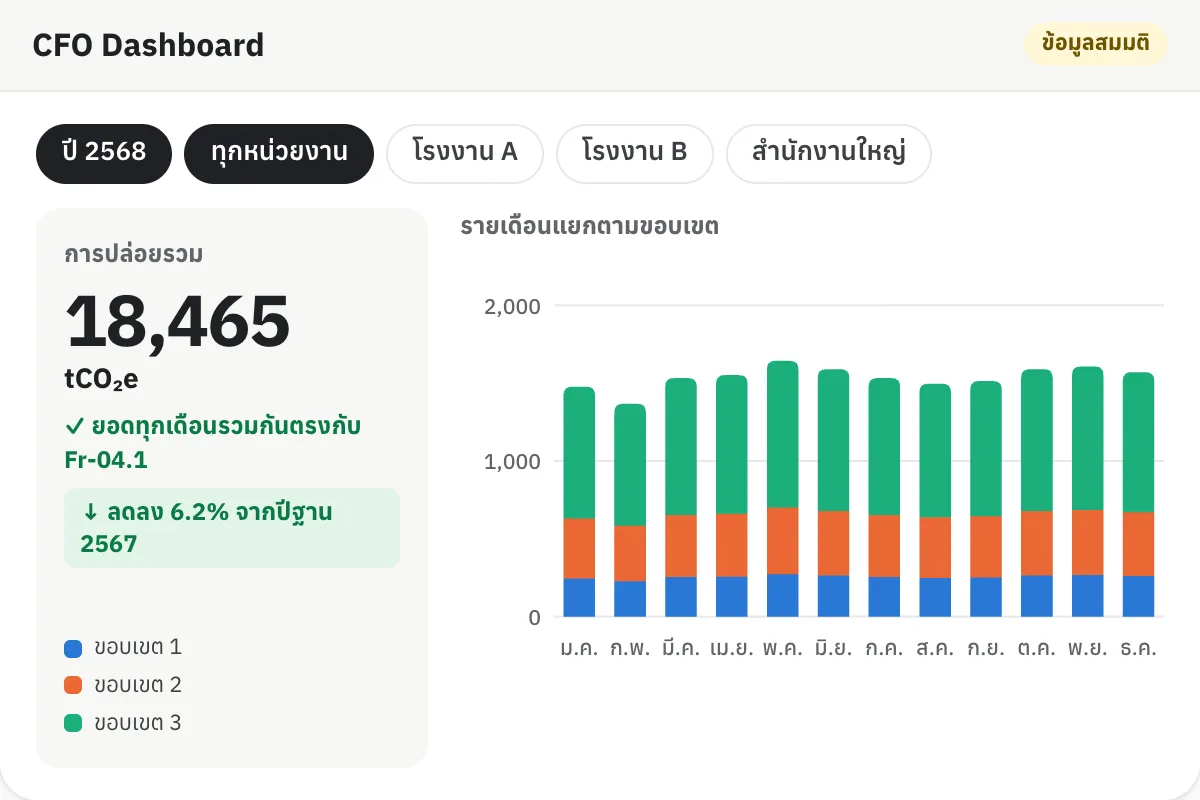 CFO Dashboard
ข้อมูลสมมติ
ปี 2568
ทุกหน่วยงาน
โรงงาน A
โรงงาน B
สำนักงานใหญ่
การปล่อยรวม
18,465
tCO₂e
✓ ยอดทุกเดือนรวมกันตรงกับ
Fr-04.1
↓ ลดลง 6.2% จากปีฐาน
2567
ขอบเขต 1
ขอบเขต 2
ขอบเขต 3
รายเดือนแยกตามขอบเขต
2,000
1,000
0
ม.ค. ก.พ. มี.ค. เม.ย. พ.ค. มิ.ย. ก.ค. ส.ค. ก.ย. ต.ค. พ.ย. ธ.ค.